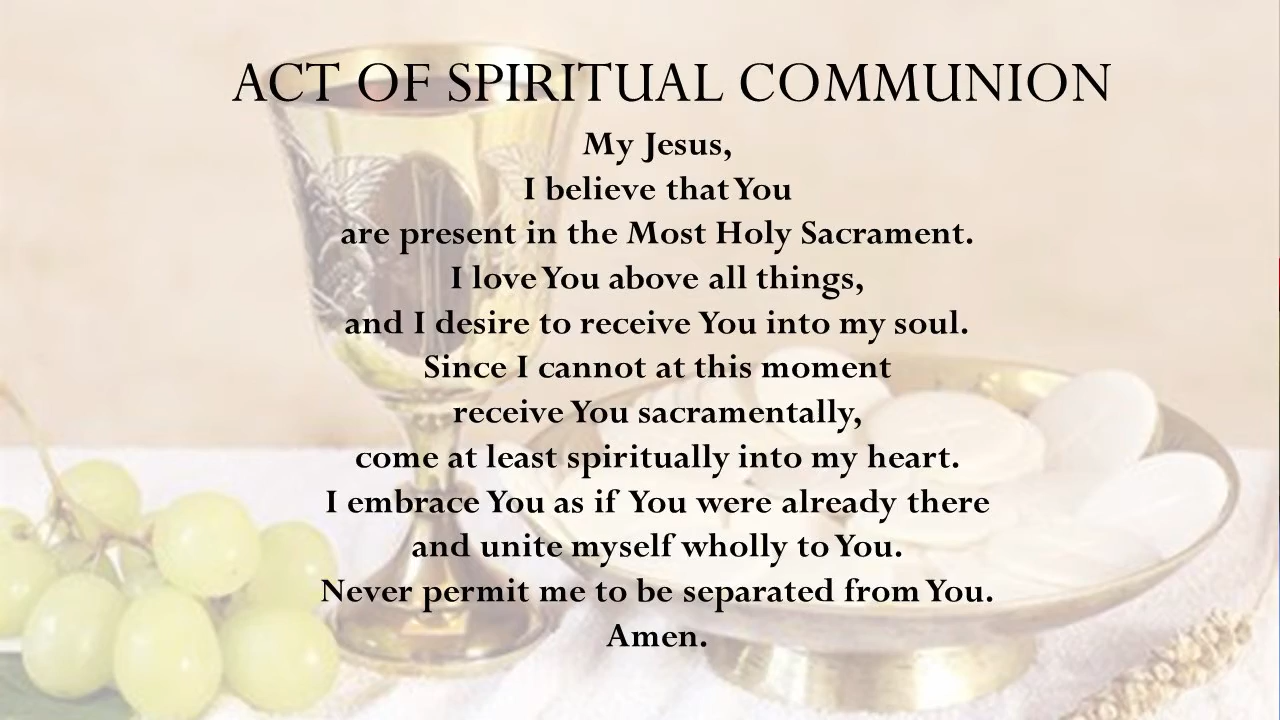 ACT OF SPIRITUAL COMMUNION
My Jesus,
I believe that You
are present in the Most Holy Sacrament.
I love You above all things,
and I desire to receive You into my soul.
Since I cannot at this moment
receive You sacramentally,
come at least spiritually into my heart.
I embrace You as if You were already there
and unite myself wholly to You.
Never permit me to be separated from You.
Amen.